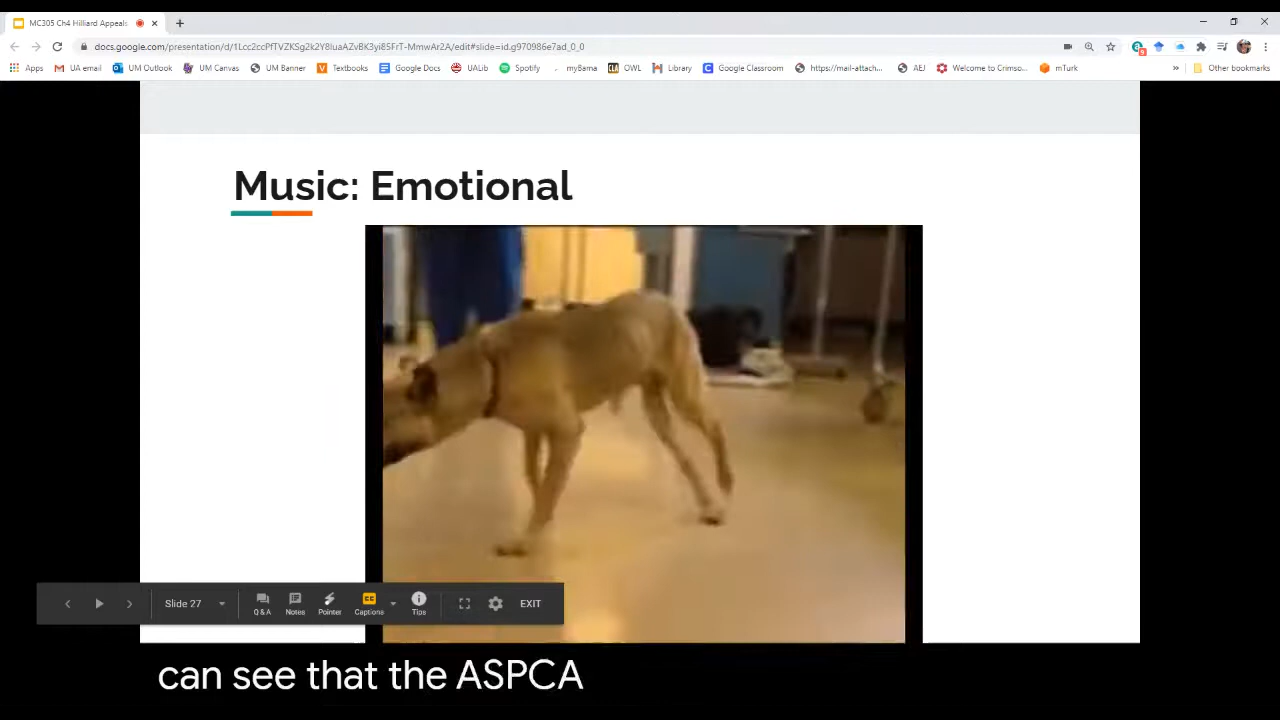 MC305 Ch4 Hilliard Appeals
docs.google.com/presentation/d/1Lcc2ccPfTVZKSg2k2Y8luaAZvBK3yi8SFrT-MmwAr2A/edit#slide=id.g970986e7ad_0_0
Apps UA email UM Outlook UM Canvas UM Banner Textbooks Google Docs UALib Spotify myBama OWL Library Google Classroom https://mail-attach... AEJ Welcome to Crimso... mTurk » Other bookmarks
Music: Emotional
Slide 27 Q & A Notes Pointer Captions Tips EXIT
can see that the ASPCA